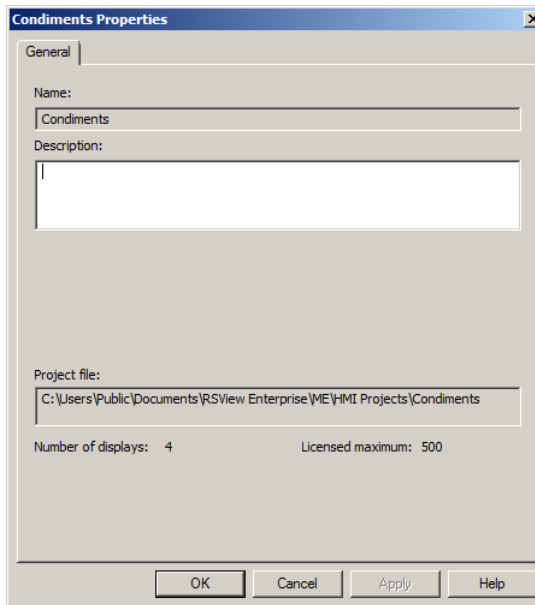 Condiments Properties
General
Name:
Condiments
Description:
Project file:
C:\Users\Public\Documents\RSView Enterprise\ME\HMI Projects\Condiments
Number of displays: 4 Licensed maximum: 500
OK Cancel Apply Help